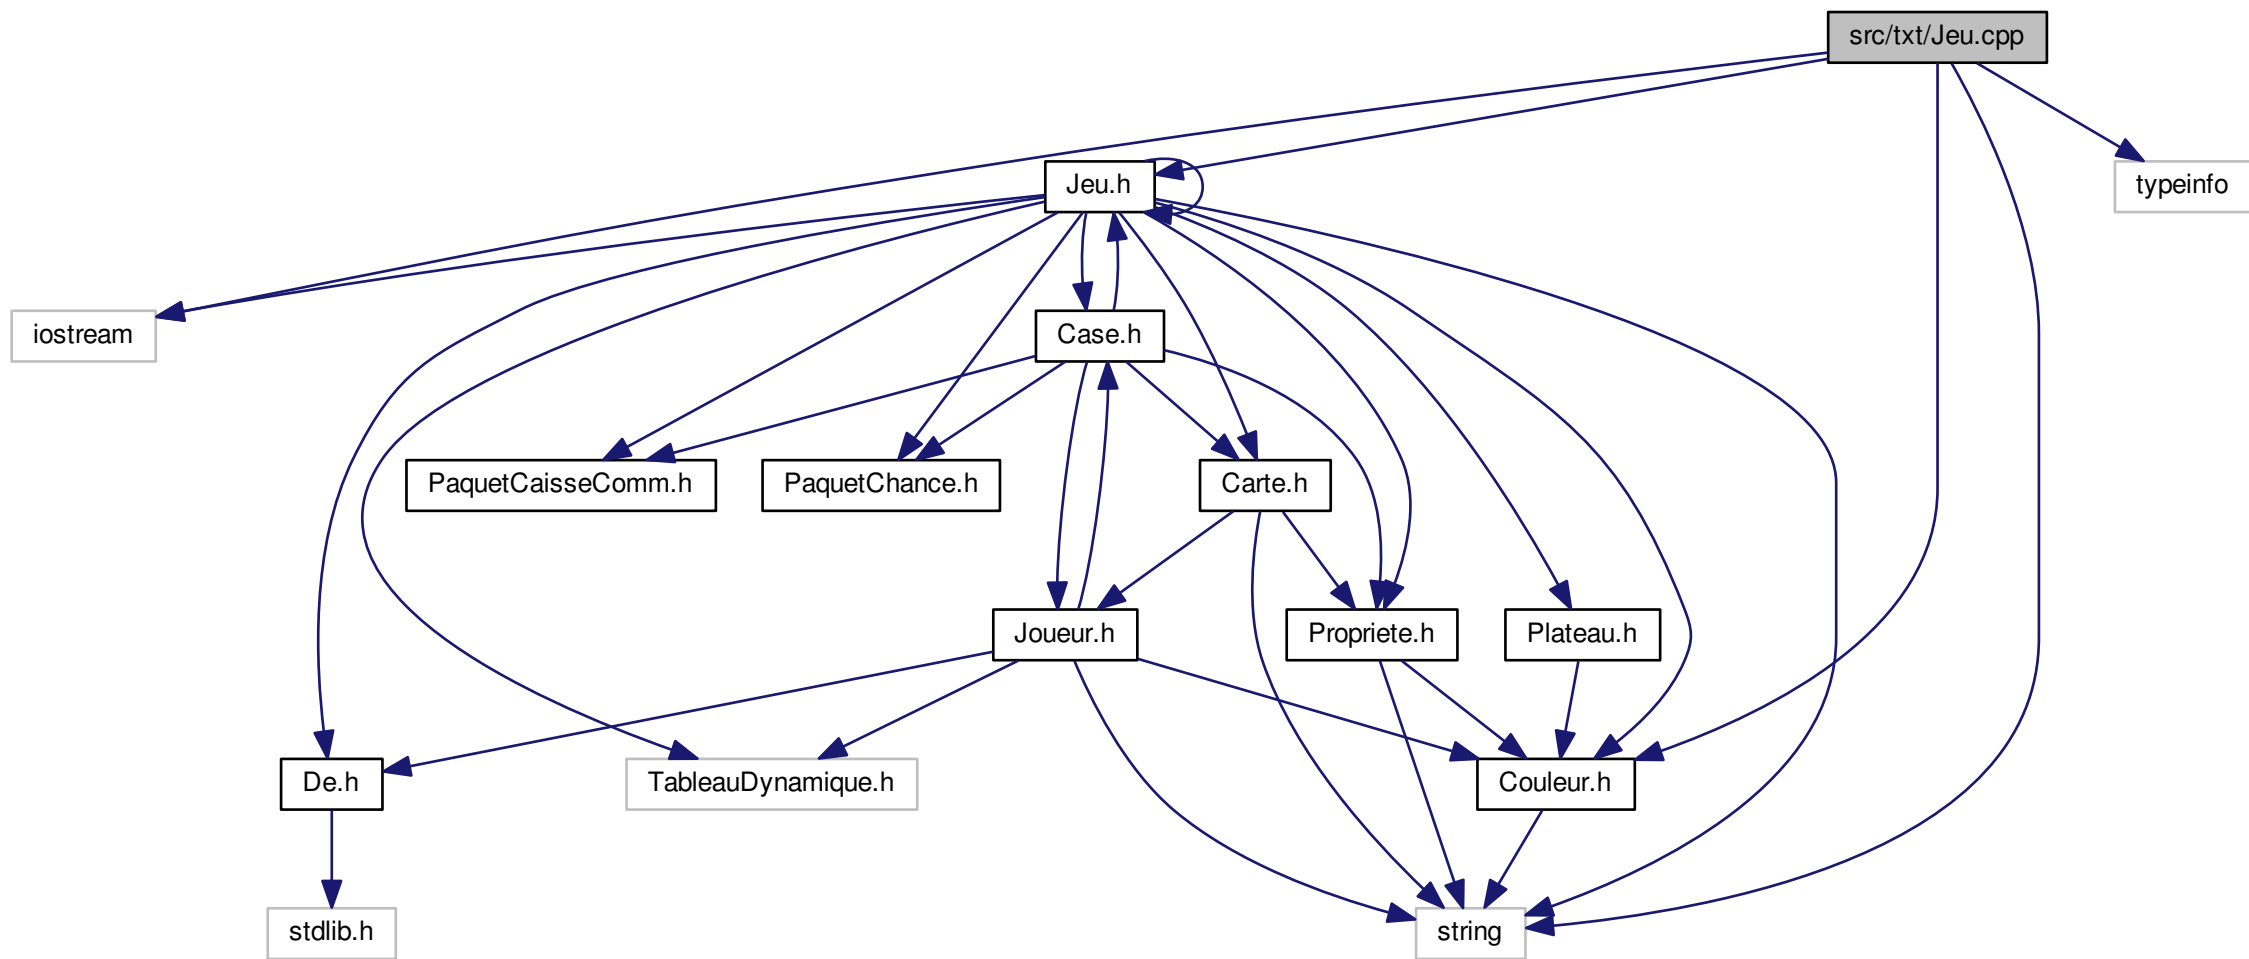 src/txt/Jeu.cpp
Jeu.h
typeinfo
iostream
Case.h
PaquetCaisseComm.h
PaquetChance.h
Carte.h
Joueur.h
Propriete.h
Plateau.h
De.h
TableauDynamique.h
Couleur.h
stdlib.h
string